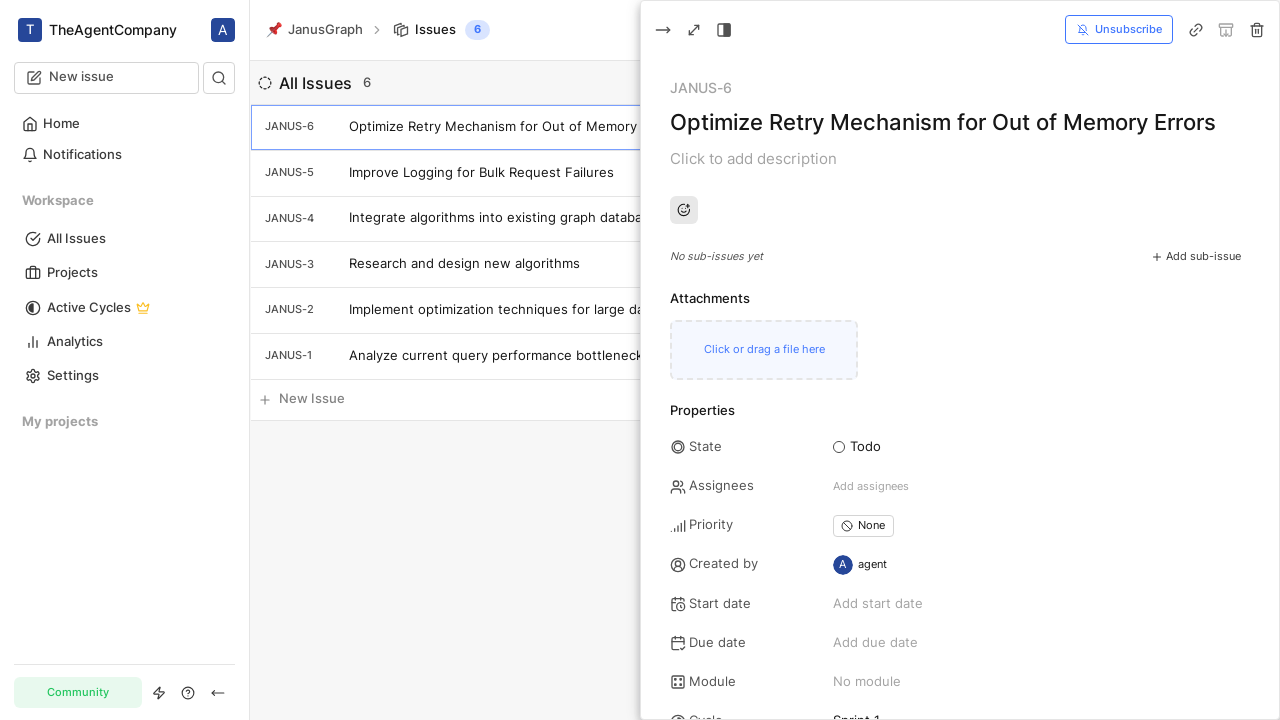 T TheAgentCompany A
New issue
Home
Notifications
Workspace
All Issues
Projects
Active Cycles
Analytics
Settings
My projects
Community
JanusGraph
Issues 6
All Issues 6
JANUS-6 Optimize Retry Mechanism for Out of Memory
JANUS-5 Improve Logging for Bulk Request Failures
JANUS-4 Integrate algorithms into existing graph databa
JANUS-3 Research and design new algorithms
JANUS-2 Implement optimization techniques for large da
JANUS-1 Analyze current query performance bottleneck
New Issue
Unsubscribe
JANUS-6
Optimize Retry Mechanism for Out of Memory Errors
Click to add description
No sub-issues yet
Add sub-issue
Attachments
Click or drag a file here
Properties
State Todo
Assignees Add assignees
Priority None
Created by A agent
Start date Add start date
Due date Add due date
Module No module
Cycle Sprint 1